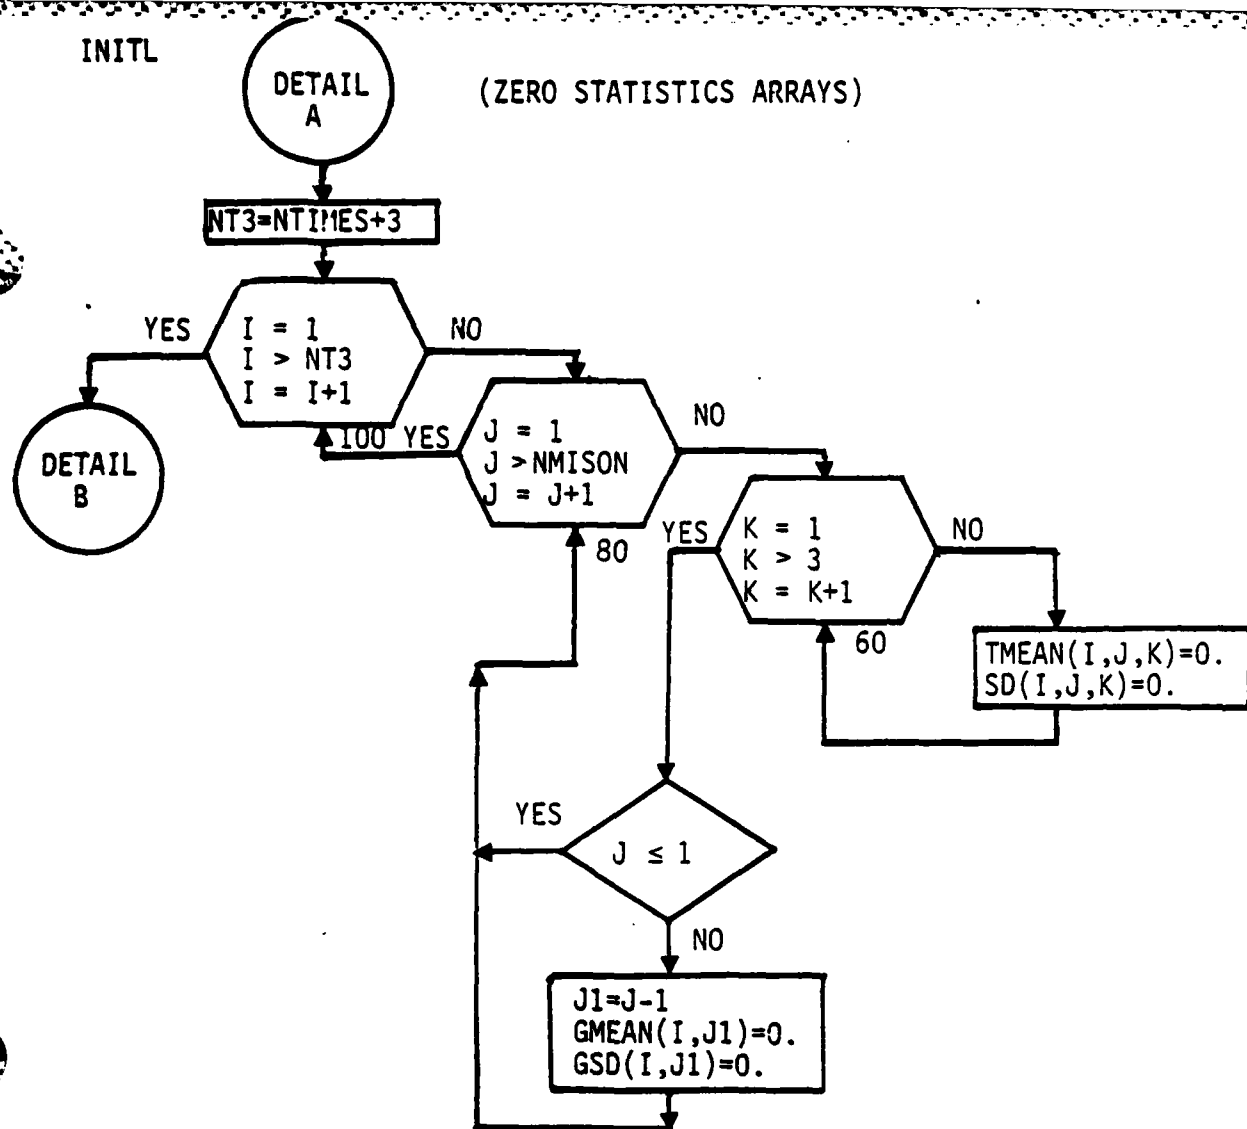 INITL
DETAIL
A
(ZERO STATISTICS ARRAYS)
NT3=NTIMES+3
YES
I = 1
I > NT3
I = I+1
NO
DETAIL
B
100 YES
J = 1
J > NMISON
J = J+1
NO
80
YES
K = 1
K > 3
K = K+1
NO
60
TMEAN(I,J,K)=0.
SD(I,J,K)=0.
YES
J ≤ 1
NO
J1=J-1
GMEAN(I,J1)=0.
GSD(I,J1)=0.